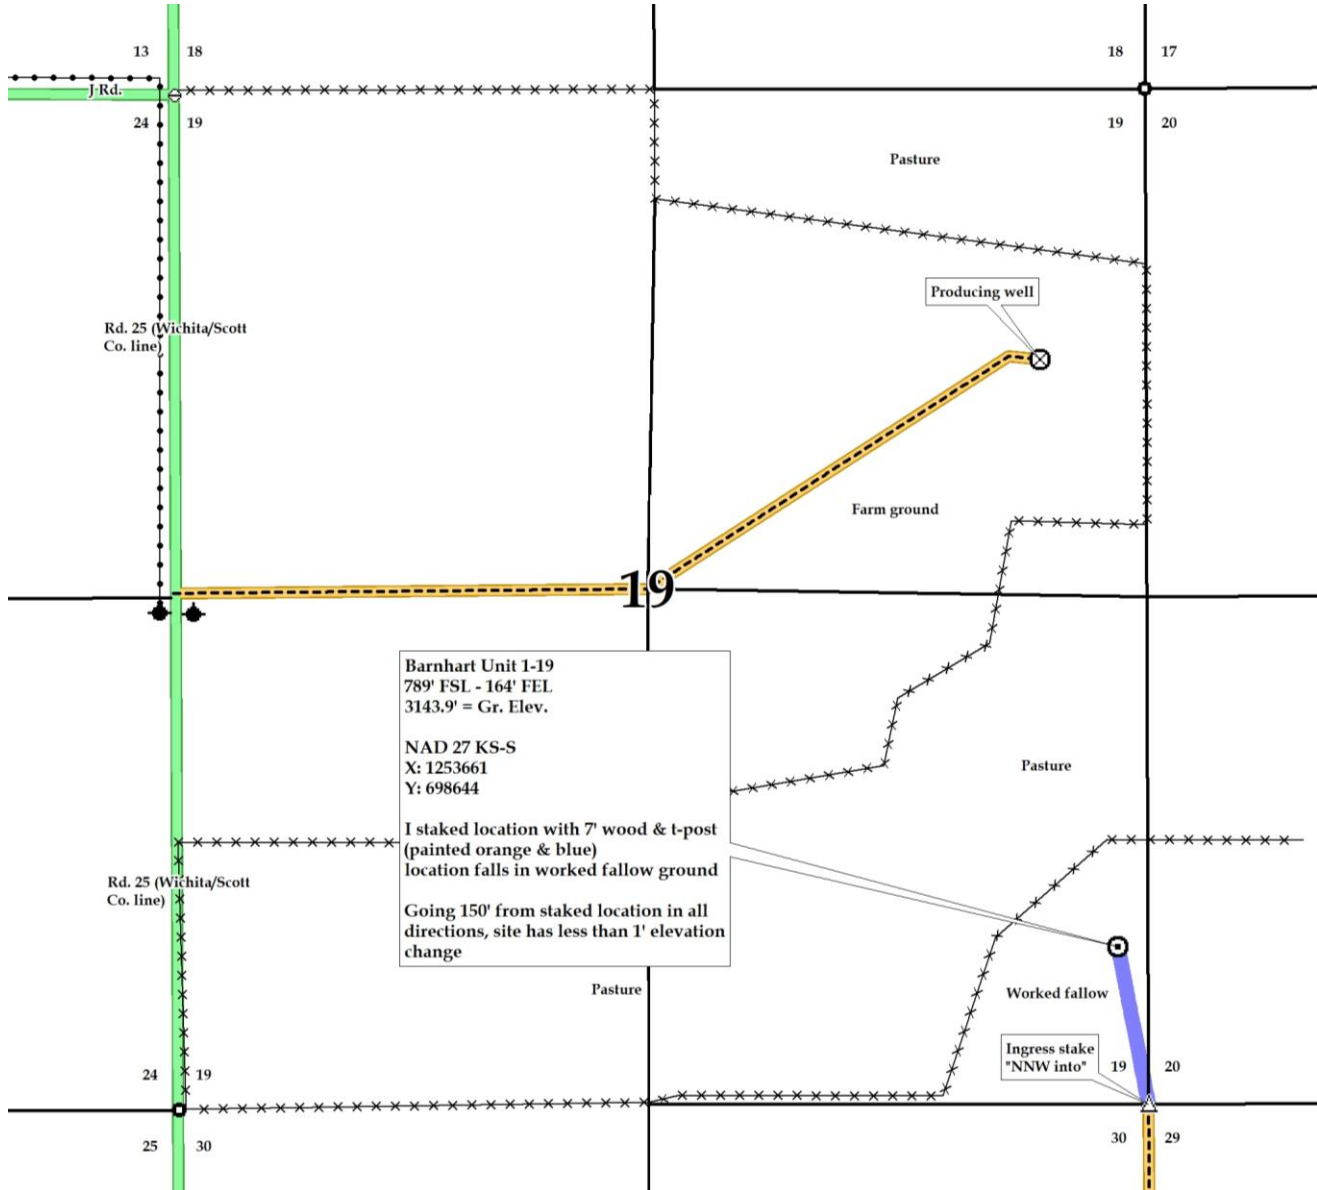 13 18
18 17
J Rd.
24 19
19 20
Pasture
Producing well
Rd. 25 (Wichita/Scott
Co. line)
Farm ground
19
Barnhart Unit 1-19
789' FSL - 164' FEL
3143.9' = Gr. Elev.
NAD 27 KS-S
X: 1253661
Y: 698644
I staked location with 7' wood & t-post
(painted orange & blue)
location falls in worked fallow ground
Going 150' from staked location in all
directions, site has less than 1' elevation
change
Pasture
Rd. 25 (Wichita/Scott
Co. line)
Pasture
Worked fallow
Ingress stake
"NNW into"
19 20
24 19
25 30
30 29